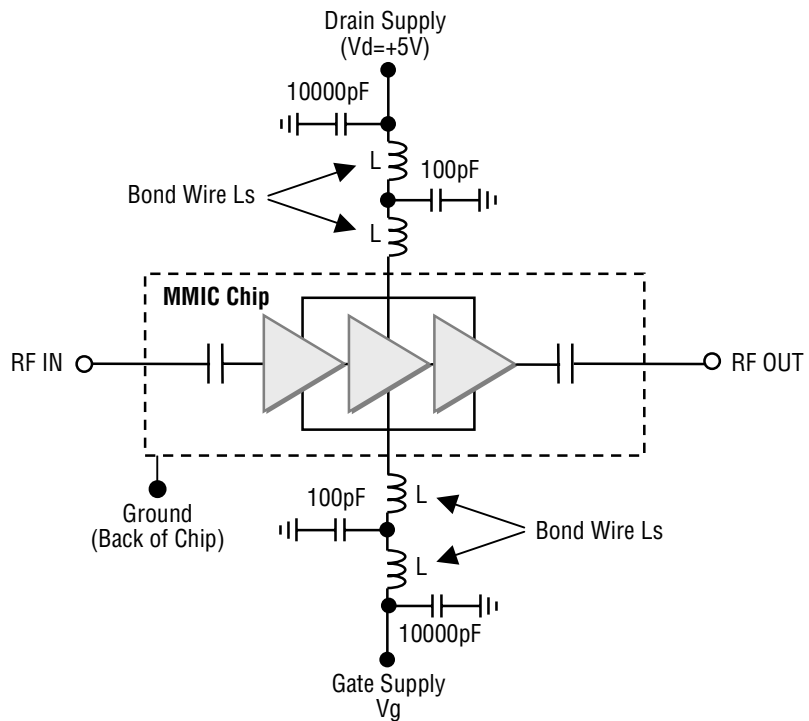 Drain Supply
(Vd=+5V)
10000pF
L
100pF
Bond Wire Ls
L
MMIC Chip
RF IN
RF OUT
Ground
(Back of Chip)
100pF
L
Bond Wire Ls
L
10000pF
Gate Supply
Vg